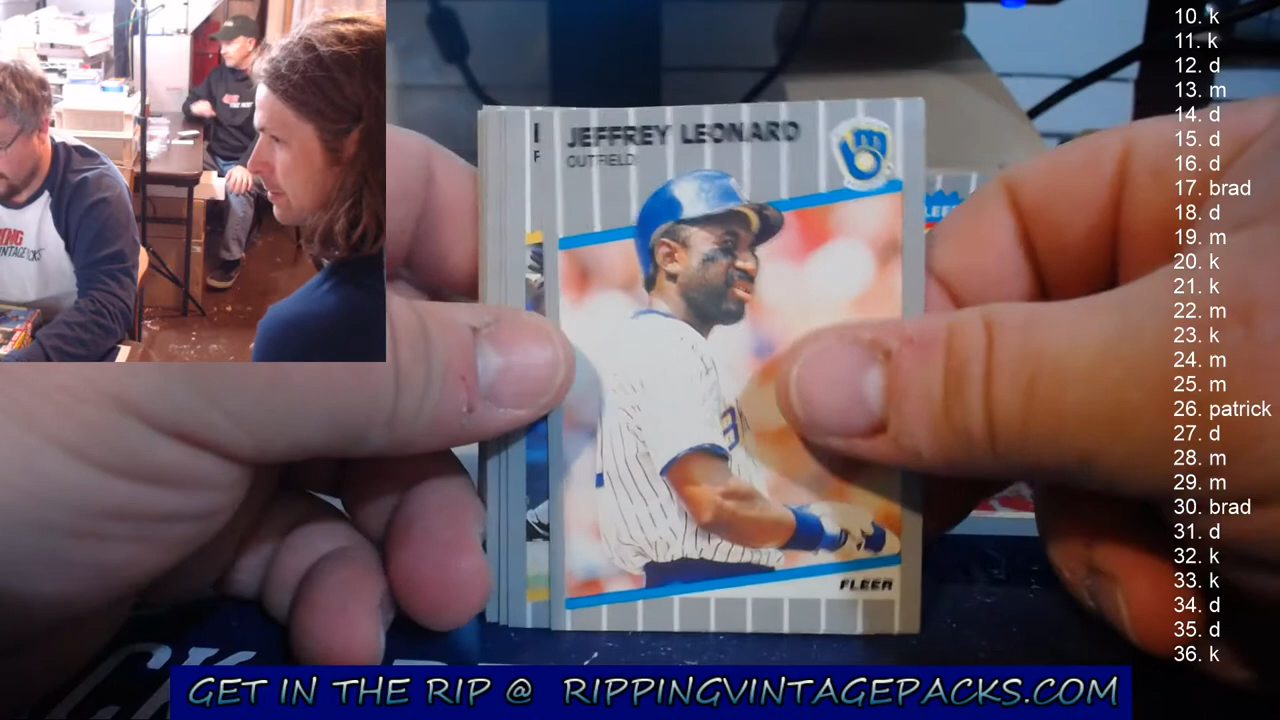 JEFFREY LEONARD
OUTFIELD
FLEER
10. k
11. k
12. d
13. m
14. d
15. d
16. d
17. brad
18. d
19. m
20. k
21. k
22. m
23. k
24. m
25. m
26. patrick
27. d
28. m
29. m
30. brad
31. d
32. k
33. k
34. d
35. d
36. k
GET IN THE RIP @ RIPPINGVINTAGEPACKS.COM